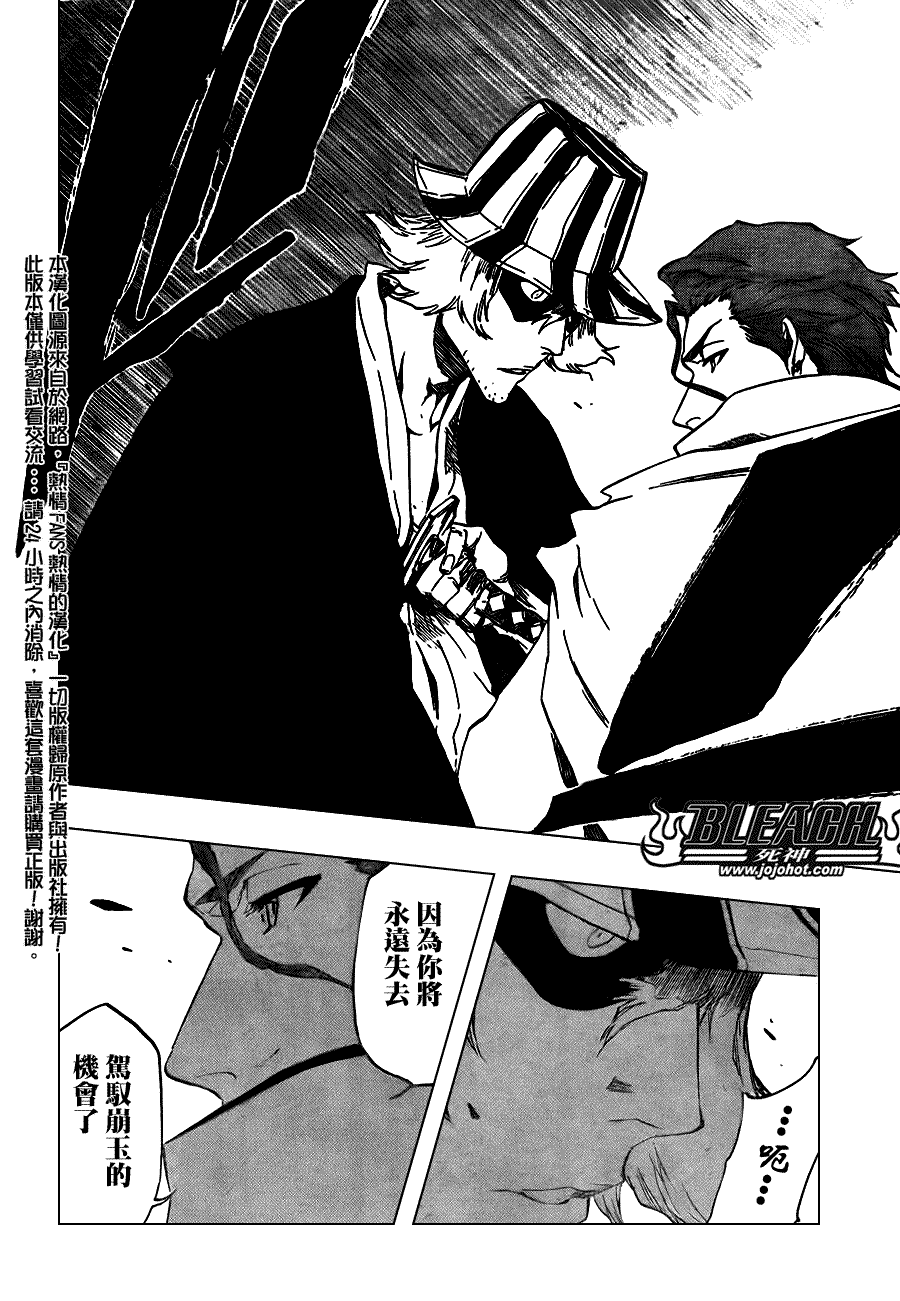 本漢化圖源來自於網路，『熱情FANS熱情的漢化』一切版權歸原作者與出版社擁有！
此版本僅供學習試看交流…請24小時之內消除，喜歡這套漫畫請購買正版！謝謝。
BLEACH
死神
www.jojohot.com
…呃…
因為你將
永遠失去
駕馭崩玉的
機會了